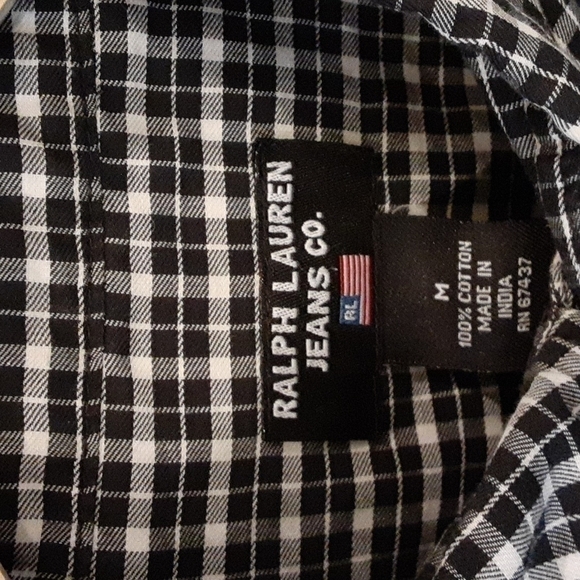 RALPH LAUREN
JEANS CO.
RL
M
100% COTTON
MADE IN
INDIA
RN 67437